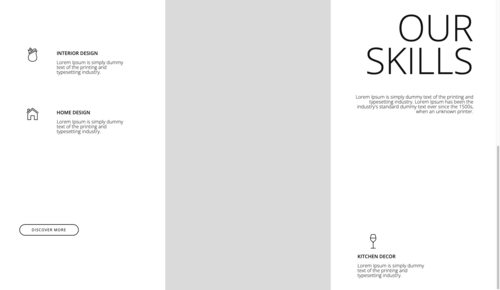 INTERIOR DESIGN
Lorem Ipsum is simply dummy
text of the printing and
typesetting industry.
HOME DESIGN
Lorem Ipsum is simply dummy
text of the printing and
typesetting industry.
DISCOVER MORE
OUR
SKILLS
Lorem Ipsum is simply dummy text of the printing and
typesetting industry. Lorem Ipsum has been the
industry's standard dummy text ever since the 1500s,
when an unknown printer.
KITCHEN DECOR
Lorem Ipsum is simply dummy
text of the printing and
typesetting industry.